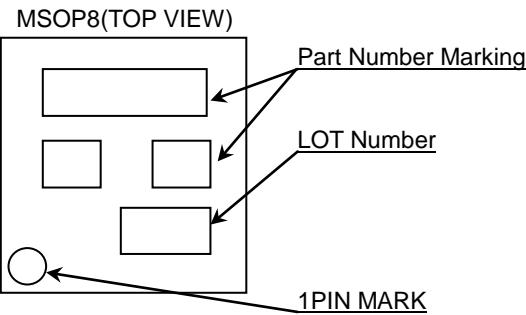 MSOP8(TOP VIEW)
Part Number Marking
LOT Number
1PIN MARK